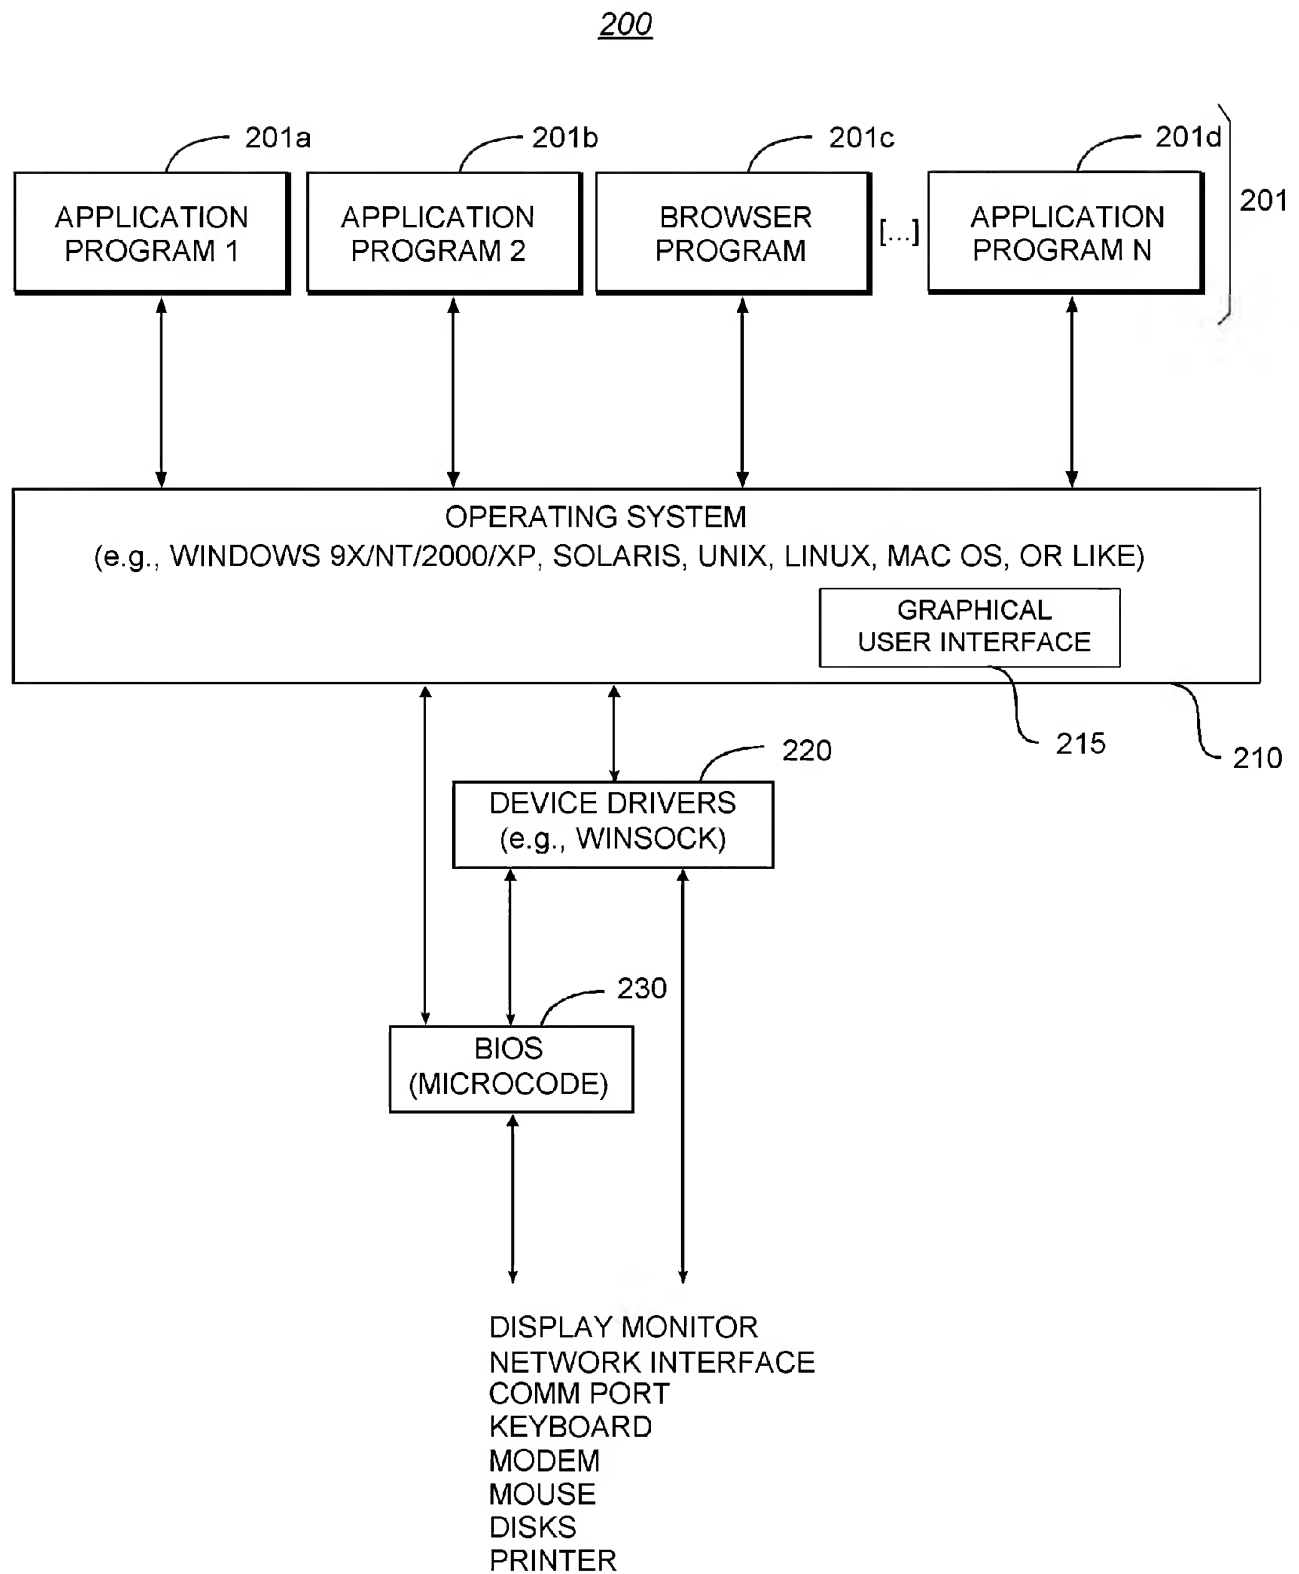 200
201a
201b
201c
201d
201
APPLICATION
PROGRAM 1
APPLICATION
PROGRAM 2
BROWSER
PROGRAM
[...]
APPLICATION
PROGRAM N
OPERATING SYSTEM
(e.g., WINDOWS 9X/NT/2000/XP, SOLARIS, UNIX, LINUX, MAC OS, OR LIKE)
GRAPHICAL
USER INTERFACE
215
210
220
DEVICE DRIVERS
(e.g., WINSOCK)
230
BIOS
(MICROCODE)
DISPLAY MONITOR
NETWORK INTERFACE
COMM PORT
KEYBOARD
MODEM
MOUSE
DISKS
PRINTER